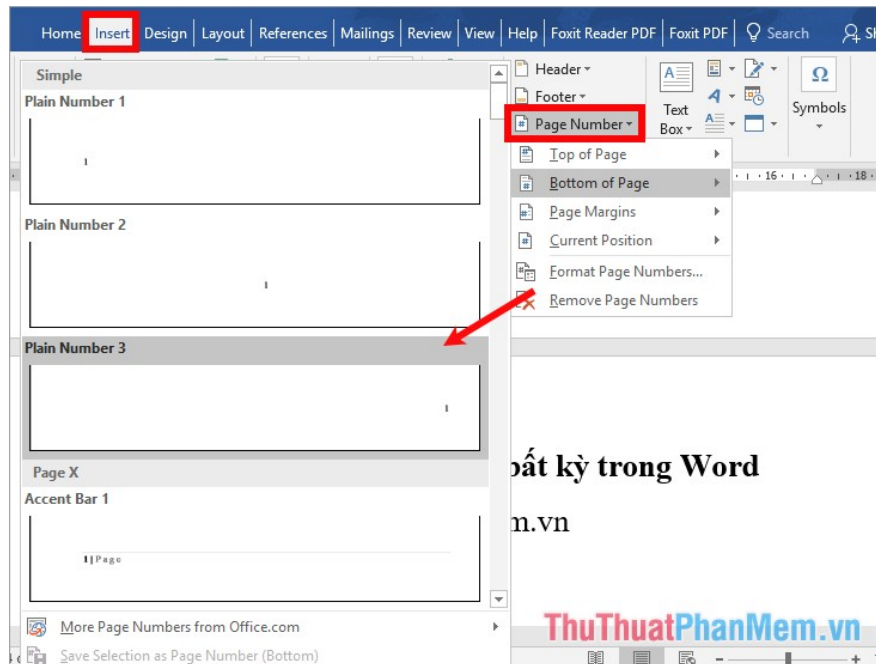 Home Insert Design Layout References Mailings Review View Help Foxit Reader PDF Foxit PDF Search
Simple
Plain Number 1
1
Plain Number 2
1
Plain Number 3
1
Page X
Accent Bar 1
1|Page
More Page Numbers from Office.com
Save Selection as Page Number (Bottom)
Header
Footer
Page Number
Text
Box
Symbols
Top of Page
Bottom of Page
Page Margins
Current Position
Format Page Numbers...
Remove Page Numbers
16 18
bất kỳ trong Word
m.vn
ThuThuatPhanMem.vn